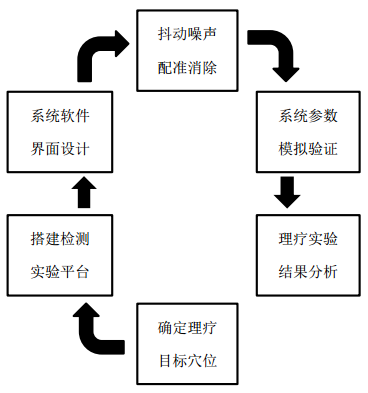 抖动噪声
配准消除
系统软件
界面设计
系统参数
模拟验证
搭建检测
实验平台
理疗实验
结果分析
确定理疗
目标穴位